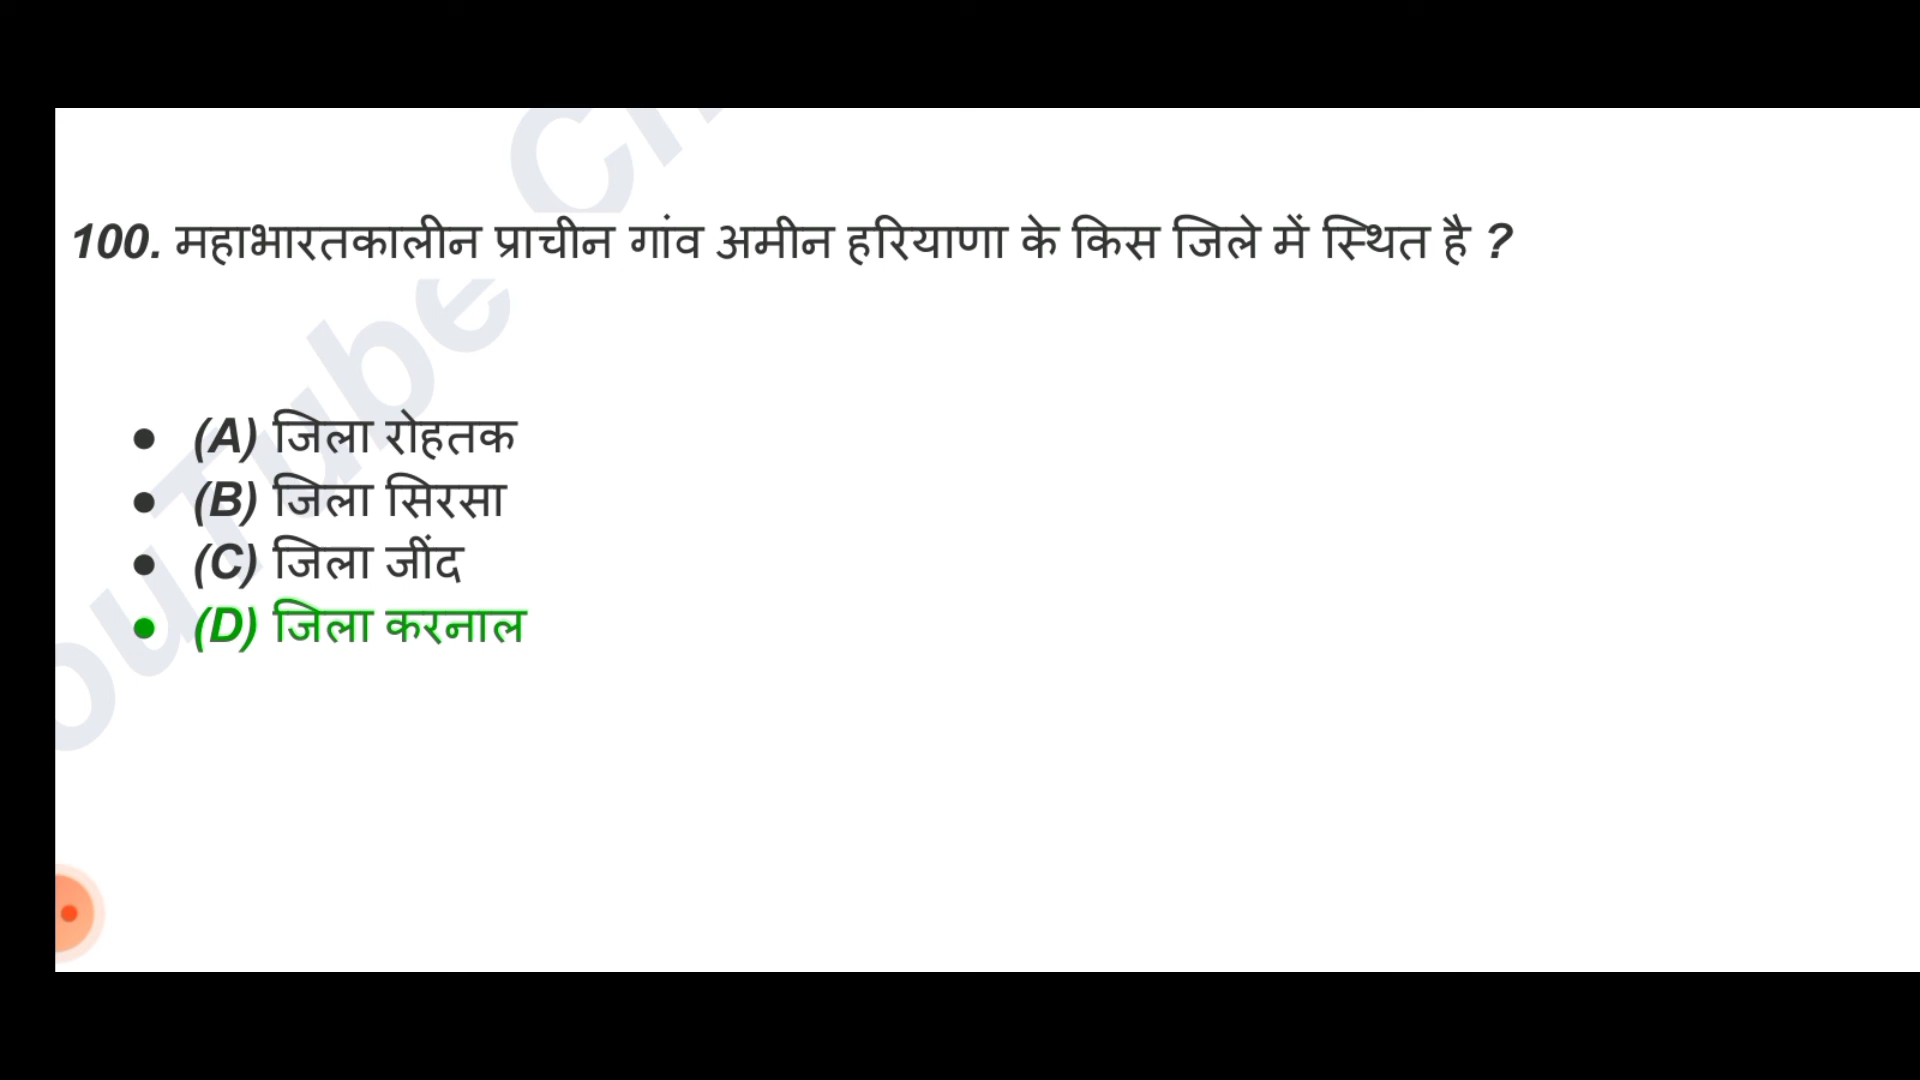 100. महाभारतकालीन प्राचीन गांव अमीन हरियाणा के किस जिले में स्थित है ?
(A) जिला रोहतक
(B) जिला सिरसा
(C) जिला जींद
(D) जिला करनाल